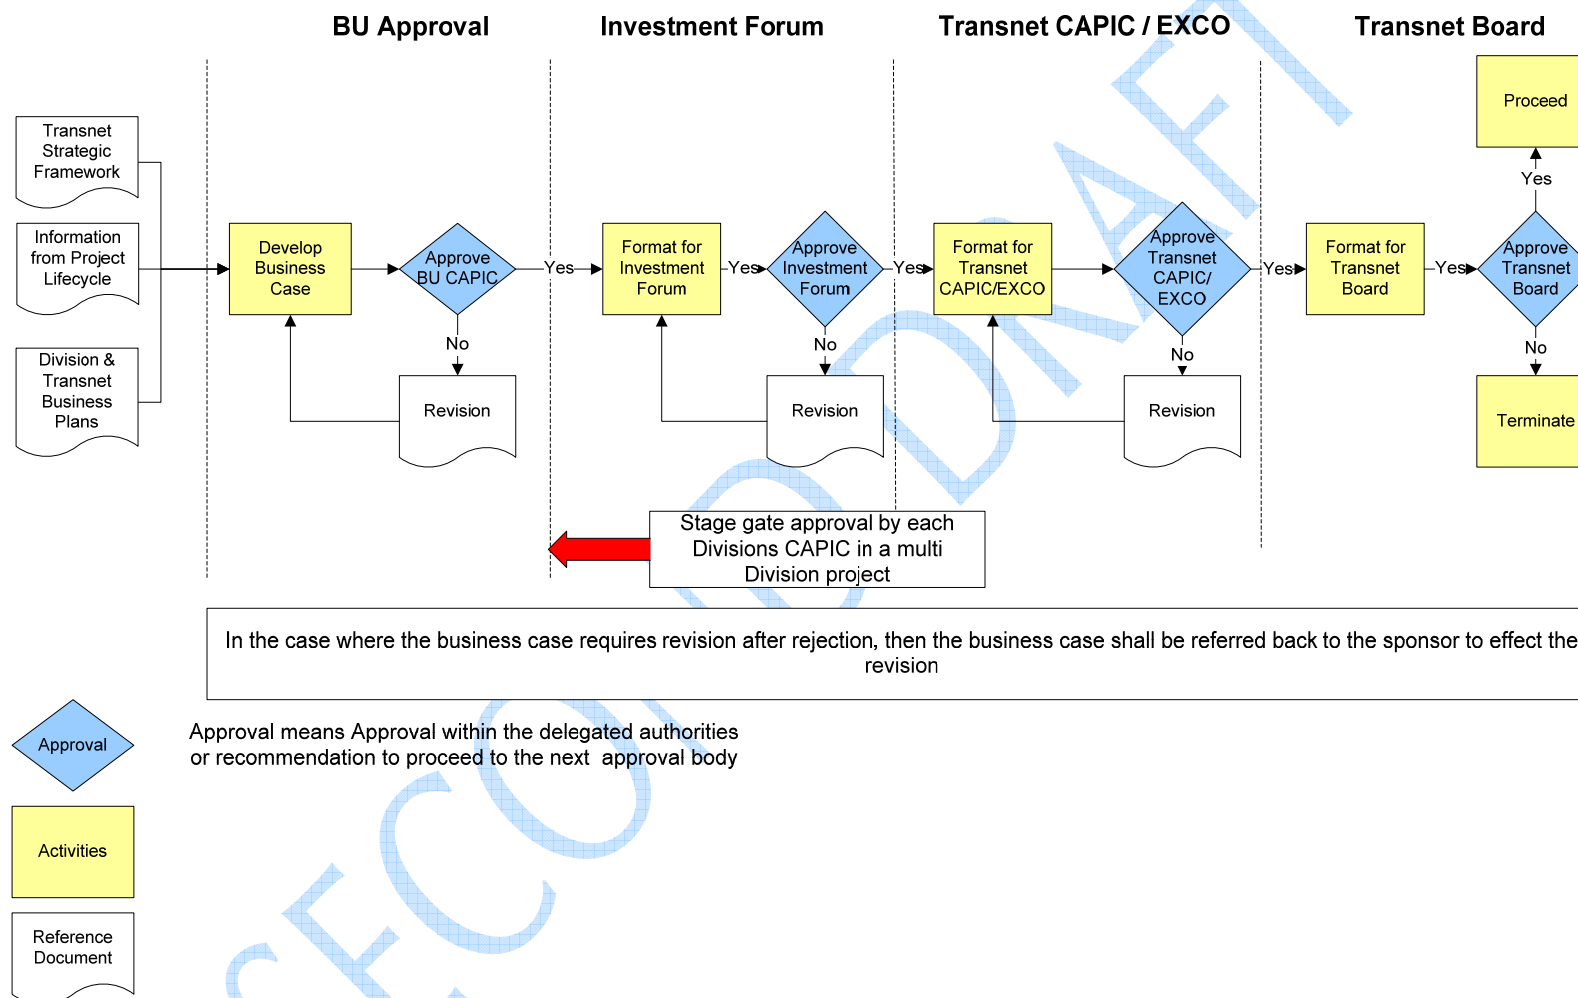 BU Approval
Investment Forum
Transnet CAPIC / EXCO
Transnet Board
Transnet
Strategic
Framework
Information
from Project
Lifecycle
Division &
Transnet
Business
Plans
Develop
Business
Case
Approve
BU CAPIC
Yes
No
Revision
Format for
Investment
Forum
Yes
Approve
Investment
Forum
Yes
No
Revision
Format for
Transnet
CAPIC/EXCO
Approve
Transnet
CAPIC/
EXCO
Yes
No
Revision
Format for
Transnet
Board
Yes
Approve
Transnet
Board
Yes
Proceed
No
Terminate
Stage gate approval by each
Divisions CAPIC in a multi
Division project
In the case where the business case requires revision after rejection, then the business case shall be referred back to the sponsor to effect the
revision
Approval
Approval means Approval within the delegated authorities
or recommendation to proceed to the next approval body
Activities
Reference
Document
SECOND DRAFT